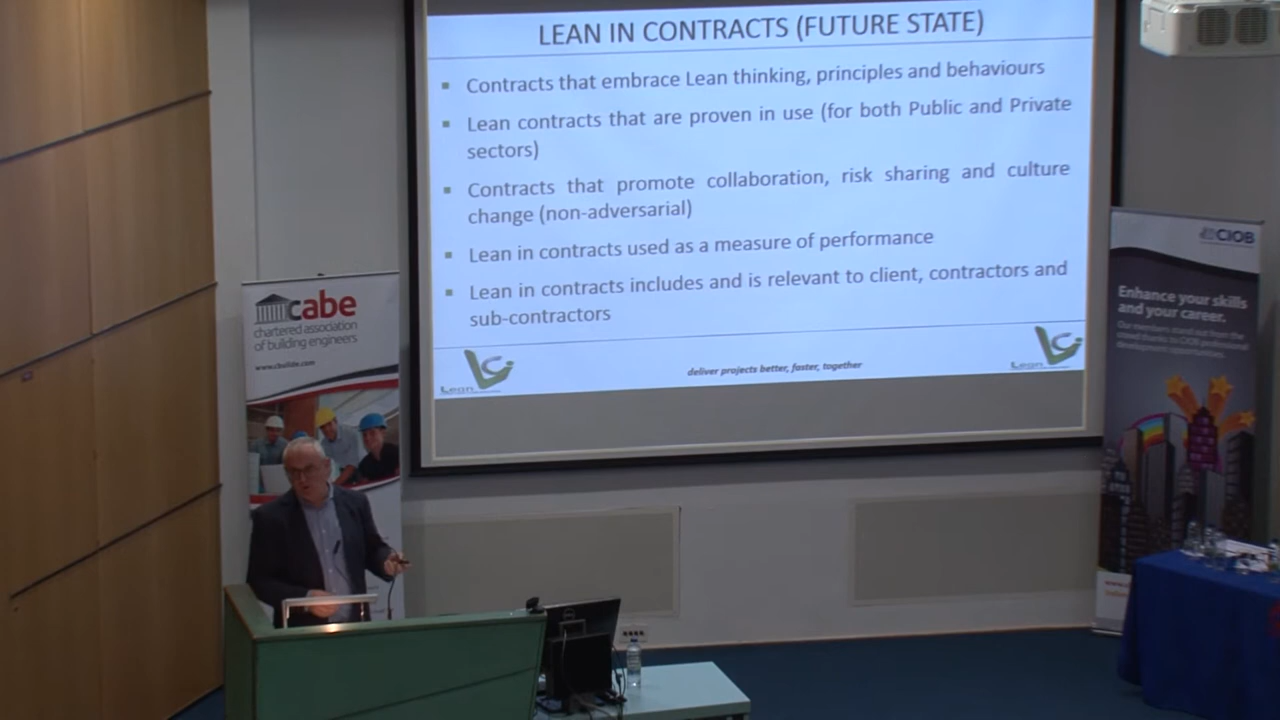 LEAN IN CONTRACTS (FUTURE STATE)
Contracts that embrace Lean thinking, principles and behaviours
Lean contracts that are proven in use (for both Public and Private
sectors)
Contracts that promote collaboration, risk sharing and culture
change (non-adversarial)
Lean in contracts used as a measure of performance
Lean in contracts includes and is relevant to client, contractors and
sub-contractors
LCi
Lean
deliver projects better, faster, together
LCi
Lean
cabe
chartered association
of building engineers
CIOB
Enhance your skills
and your career.